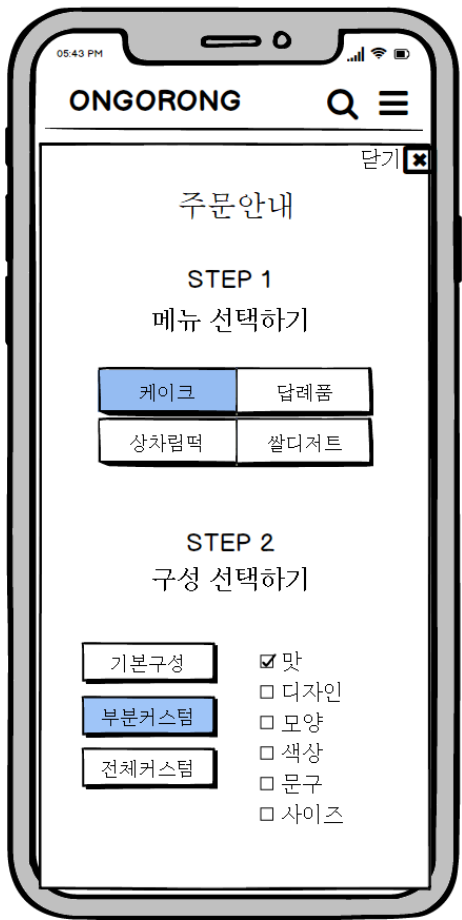 05:43 PM
ONGORONG
닫기
주문안내
STEP 1
메뉴 선택하기
케이크 답례품
상차림떡 쌀디저트
STEP 2
구성 선택하기
기본구성
부분커스텀
전체커스텀
맛
디자인
모양
색상
문구
사이즈